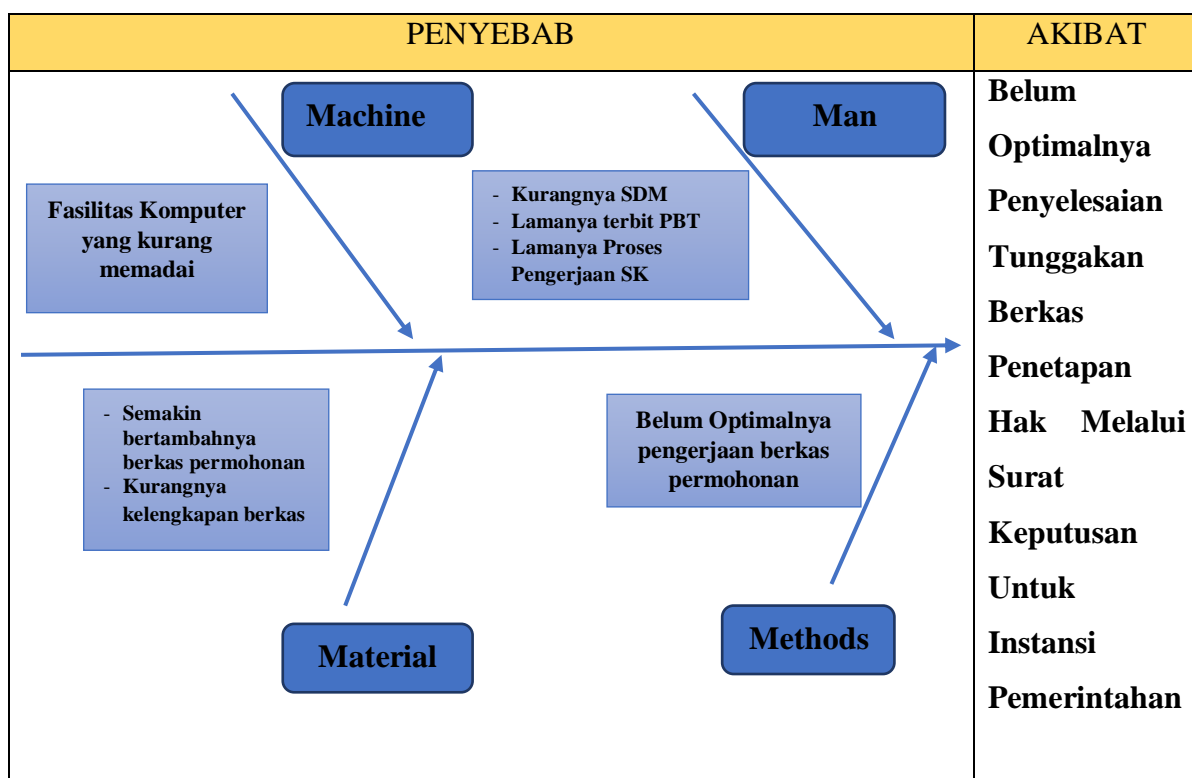 PENYEBAB
AKIBAT
Machine
Man
Fasilitas Komputer
yang kurang
memadai
- Kurangnya SDM
- Lamanya terbit PBT
- Lamanya Proses
Pengerjaan SK
- Semakin
bertambahnya
berkas permohonan
- Kurangnya
kelengkapan berkas
Belum Optimalnya
pengerjaan berkas
permohonan
Material
Methods
Belum
Optimalnya
Penyelesaian
Tunggakan
Berkas
Penetapan
Hak Melalui
Surat
Keputusan
Untuk
Instansi
Pemerintahan